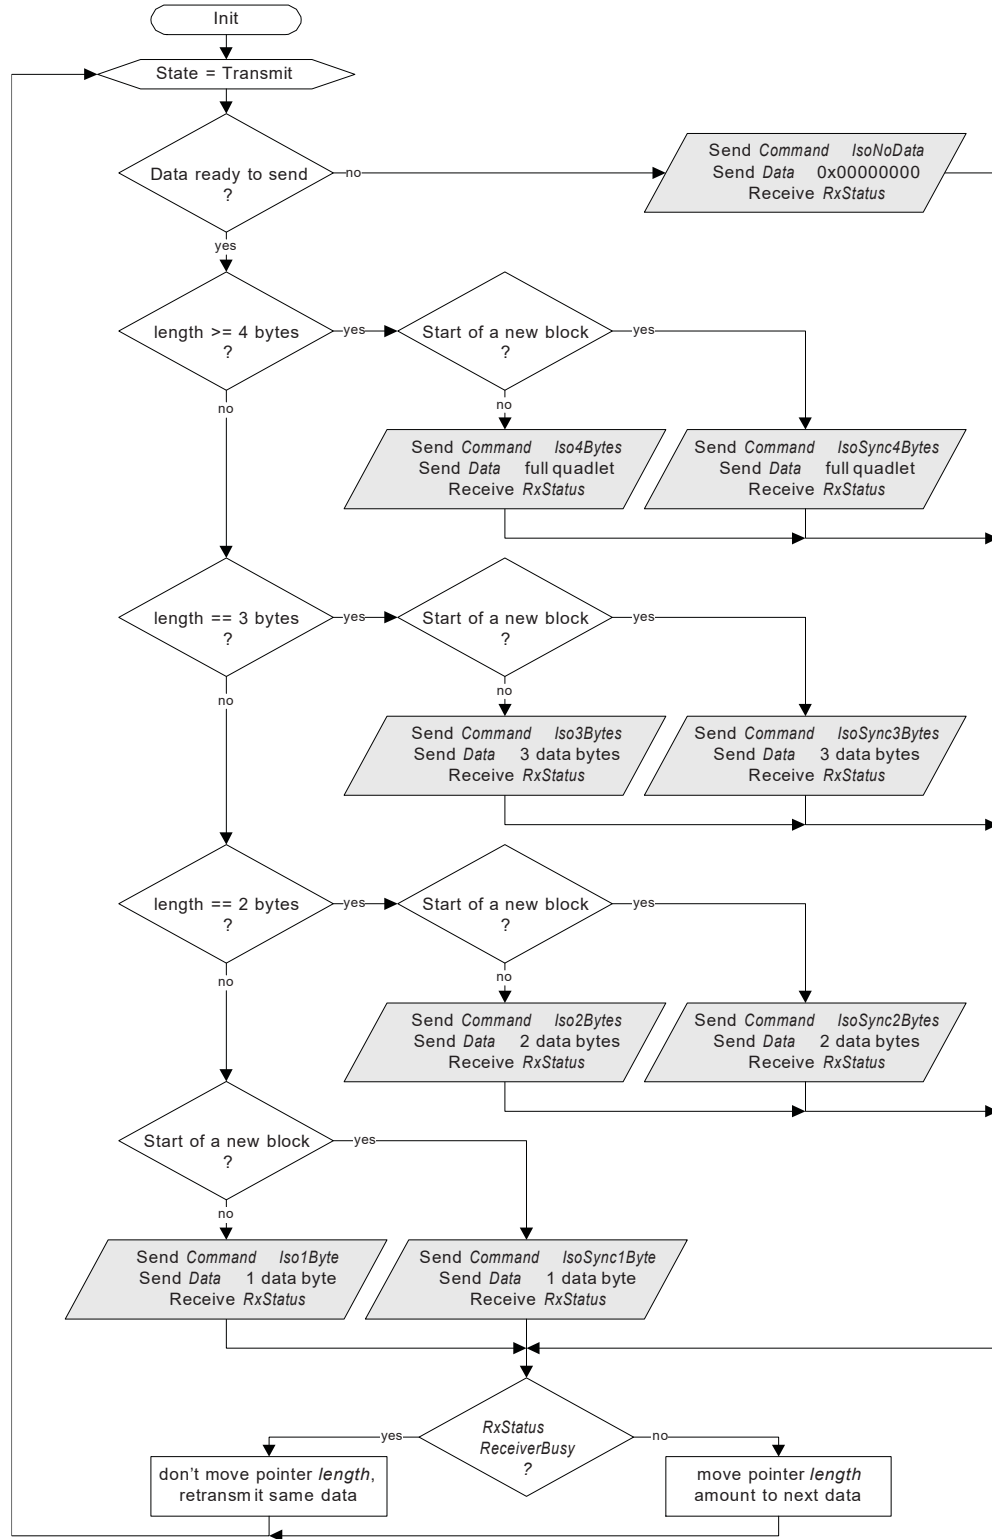 Init
State = Transmit
Data ready to send
?
no
Send Command IsoNoData
Send Data 0x00000000
Receive RxStatus
yes
length >= 4 bytes
?
yes
Start of a new block
?
yes
no
no
Send Command Iso4Bytes
Send Data full quadlet
Receive RxStatus
Send Command IsoSync4Bytes
Send Data full quadlet
Receive RxStatus
length == 3 bytes
?
yes
Start of a new block
?
yes
no
no
Send Command Iso3Bytes
Send Data 3 data bytes
Receive RxStatus
Send Command IsoSync3Bytes
Send Data 3 data bytes
Receive RxStatus
length == 2 bytes
?
yes
Start of a new block
?
yes
no
no
Send Command Iso2Bytes
Send Data 2 data bytes
Receive RxStatus
Send Command IsoSync2Bytes
Send Data 2 data bytes
Receive RxStatus
Start of a new block
?
yes
no
Send Command Iso1Byte
Send Data 1 data byte
Receive RxStatus
Send Command IsoSync1Byte
Send Data 1 data byte
Receive RxStatus
RxStatus
ReceiverBusy
?
yes
no
don't move pointer length,
retransmit same data
move pointer length
amount to next data